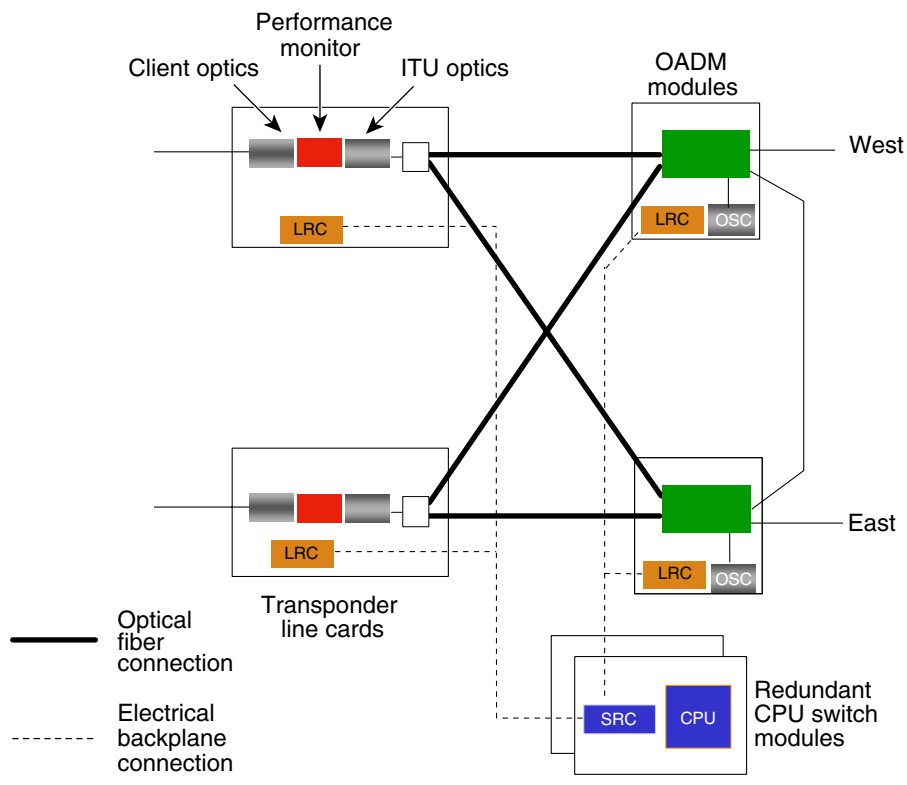 Performance
monitor
Client optics
ITU optics
OADM
modules
West
LRC
LRC
OSC
East
LRC
LRC
OSC
Transponder
line cards
Optical
fiber
connection
Electrical
backplane
connection
SRC
CPU
Redundant
CPU switch
modules